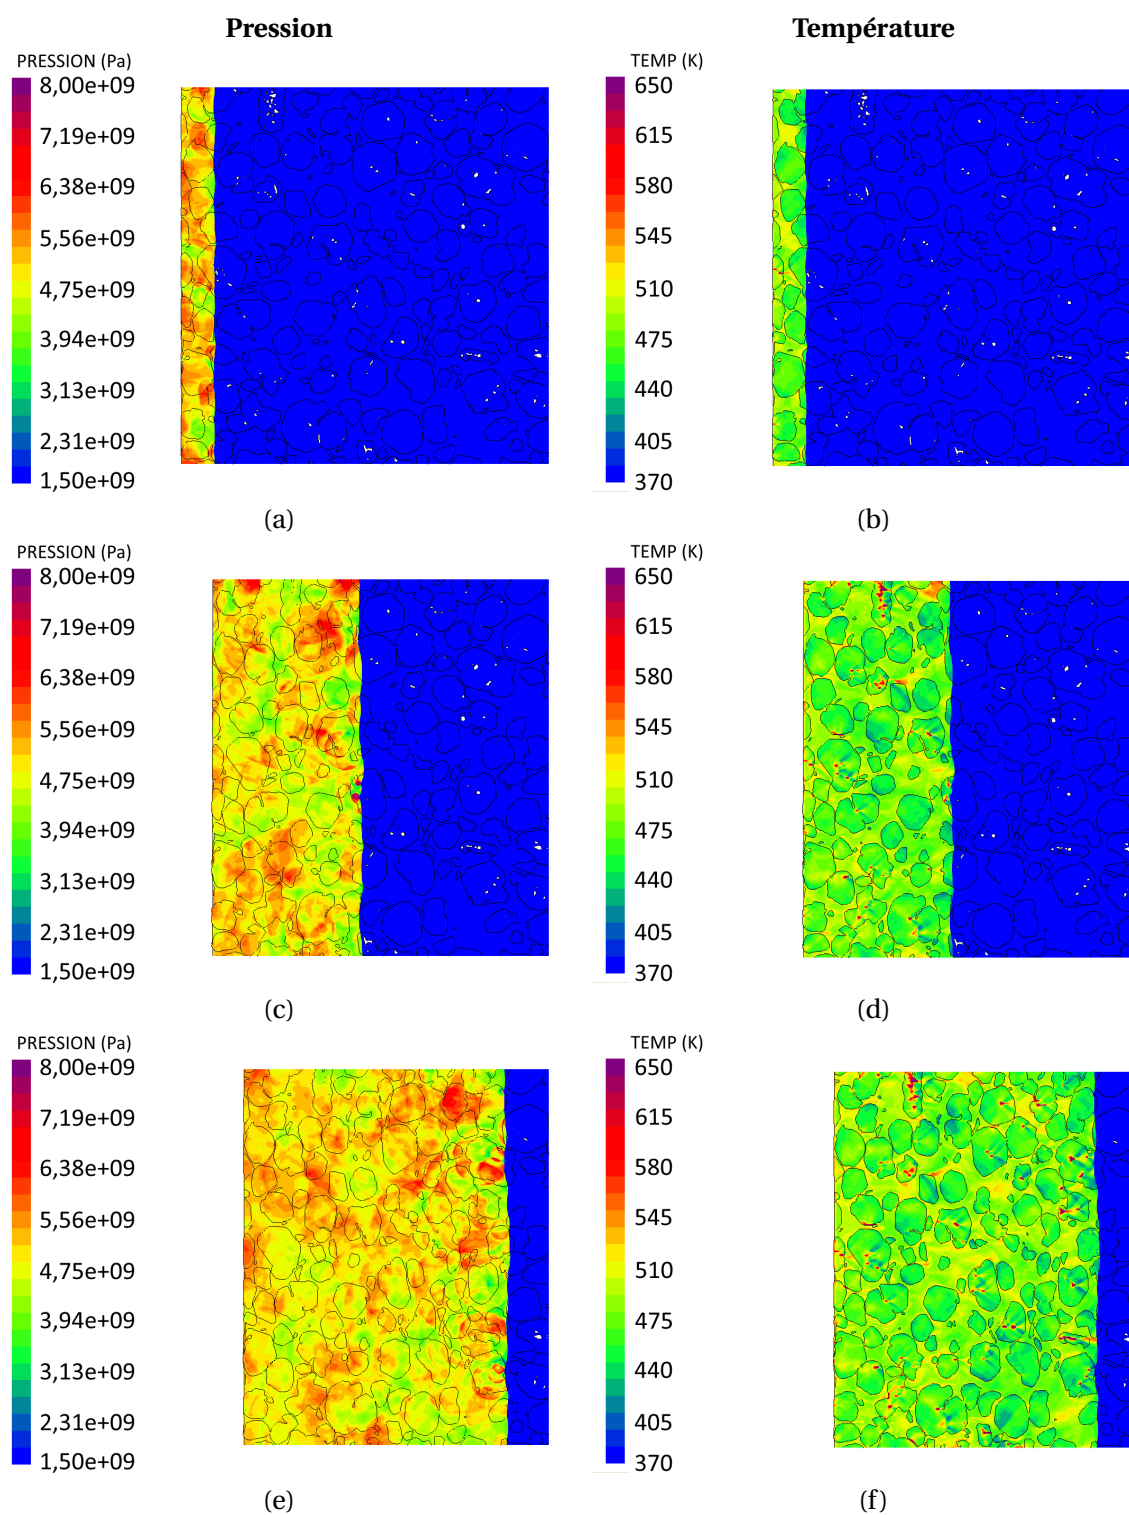 Pression
Température
PRESSION (Pa)
8,00e+09
7,19e+09
6,38e+09
5,56e+09
4,75e+09
3,94e+09
3,13e+09
2,31e+09
1,50e+09
(a)
TEMP (K)
650
615
580
545
510
475
440
405
370
(b)
PRESSION (Pa)
8,00e+09
7,19e+09
6,38e+09
5,56e+09
4,75e+09
3,94e+09
3,13e+09
2,31e+09
1,50e+09
(c)
TEMP (K)
650
615
580
545
510
475
440
405
370
(d)
PRESSION (Pa)
8,00e+09
7,19e+09
6,38e+09
5,56e+09
4,75e+09
3,94e+09
3,13e+09
2,31e+09
1,50e+09
(e)
TEMP (K)
650
615
580
545
510
475
440
405
370
(f)